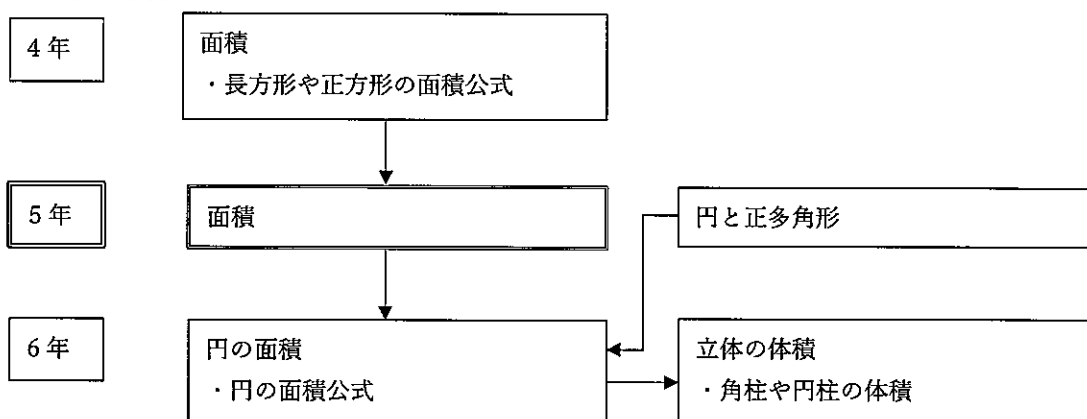 4年
面積
・長方形や正方形の面積公式
5年
面積
円と正多角形
6年
円の面積
・円の面積公式
立体の体積
・角柱や円柱の体積